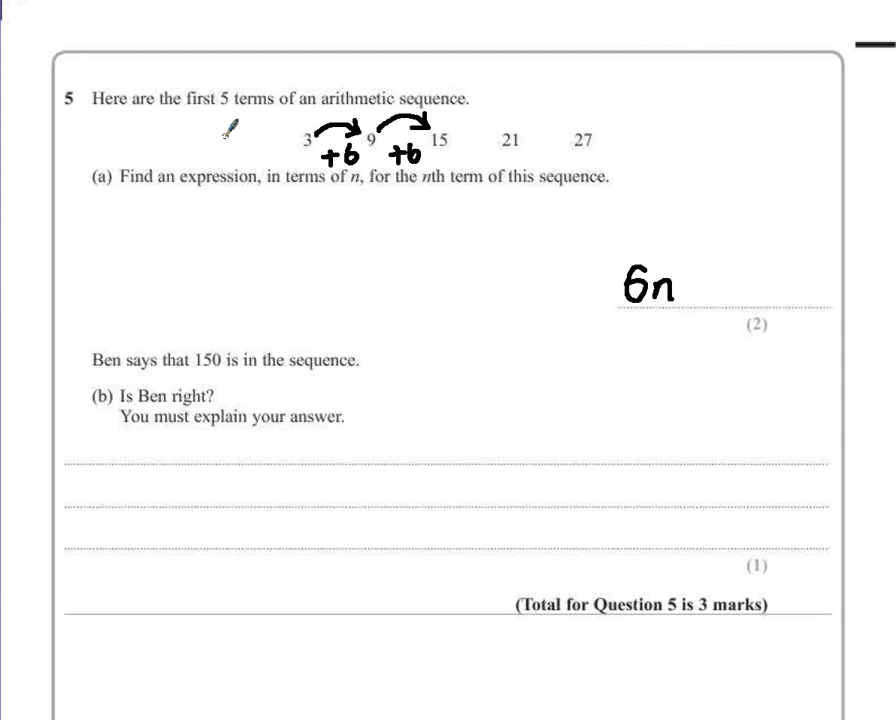 5 Here are the first 5 terms of an arithmetic sequence.
3 9 15 21 27
+6 +6
(a) Find an expression, in terms of n, for the nth term of this sequence.
6n
(2)
Ben says that 150 is in the sequence.
(b) Is Ben right?
You must explain your answer.
(1)
(Total for Question 5 is 3 marks)